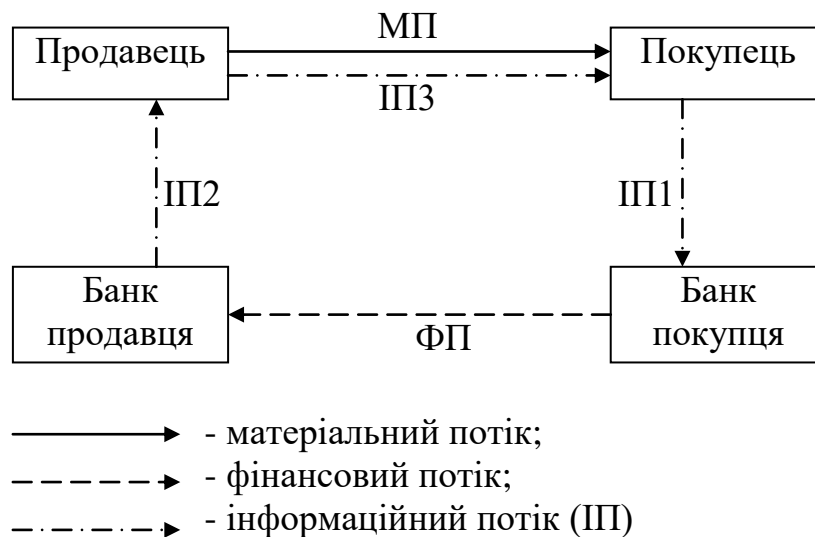 МП
Продавець
Покупець
ІП3
ІП2
ІП1
Банк
продавця
Банк
покупця
ФП
- матеріальний потік;
- фінансовий потік;
- інформаційний потік (ІП)